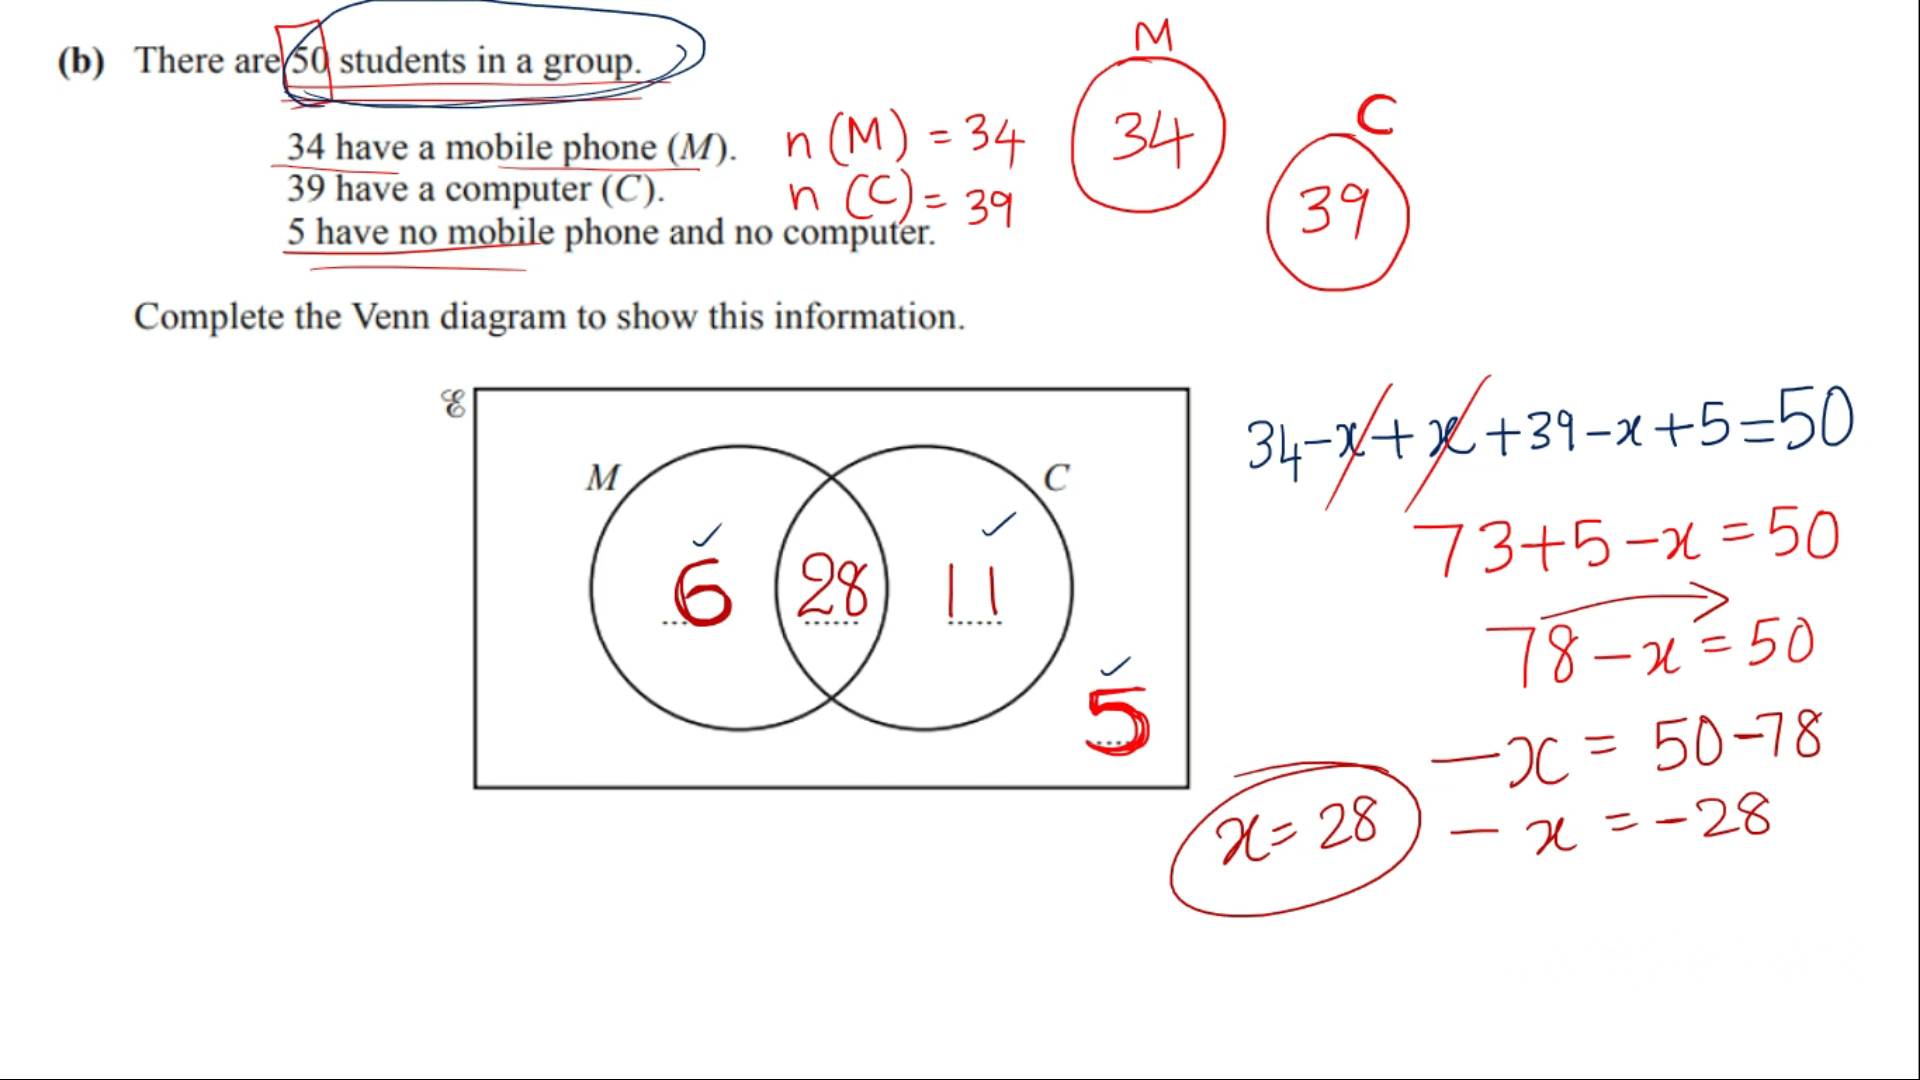 (b) There are 50 students in a group.
34 have a mobile phone (M).
39 have a computer (C).
5 have no mobile phone and no computer.
n (M) = 34
n (C) = 39
M
34
C
39
Complete the Venn diagram to show this information.
ℰ
M
C
6
28
11
5
34-x+x+39-x+5=50
73+5-x=50
78-x=50
-x = 50-78
-x = -28
x = 28